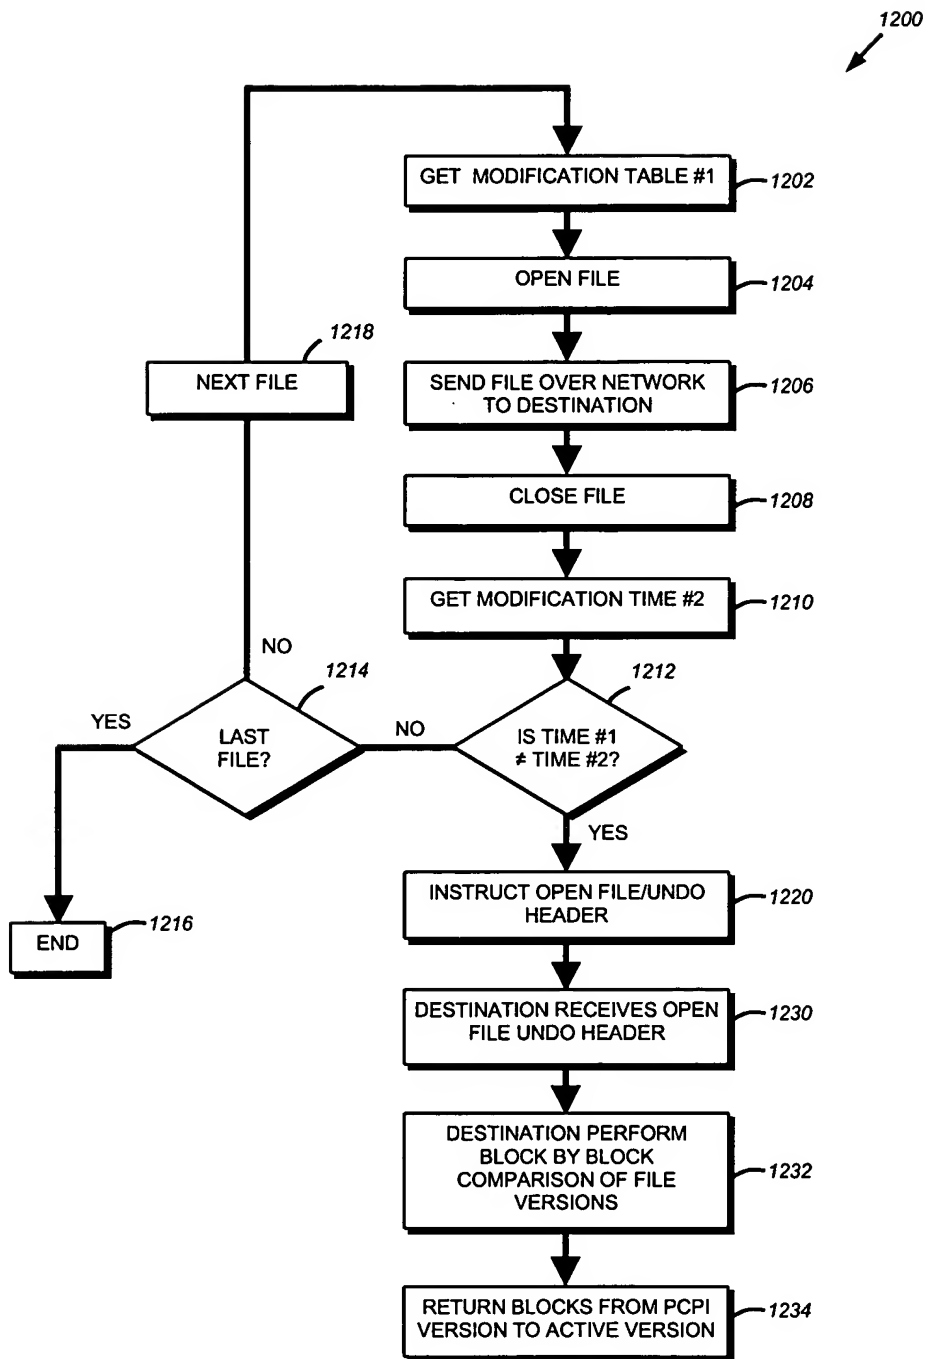 1200
GET MODIFICATION TABLE #1
1202
OPEN FILE
1204
1218
NEXT FILE
SEND FILE OVER NETWORK
TO DESTINATION
1206
CLOSE FILE
1208
GET MODIFICATION TIME #2
1210
NO
1214
1212
YES
LAST
FILE?
NO
IS TIME #1
≠ TIME #2?
YES
INSTRUCT OPEN FILE/UNDO
HEADER
1220
END
1216
DESTINATION RECEIVES OPEN
FILE UNDO HEADER
1230
DESTINATION PERFORM
BLOCK BY BLOCK
COMPARISON OF FILE
VERSIONS
1232
RETURN BLOCKS FROM PCPI
VERSION TO ACTIVE VERSION
1234